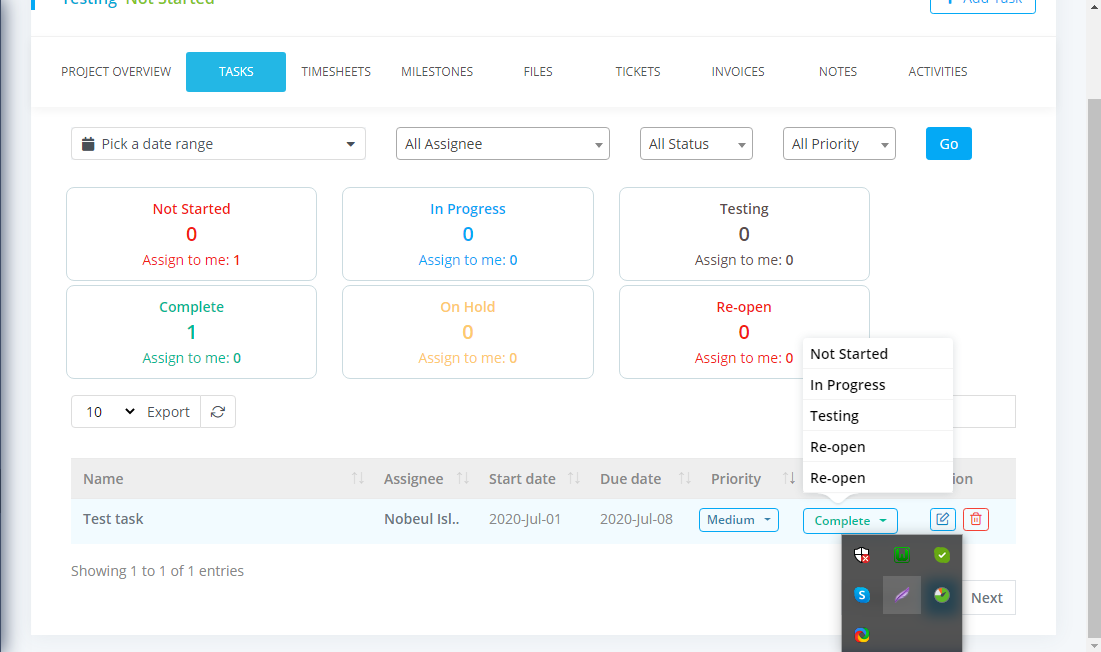 Testing Not Started
+ Add Task
PROJECT OVERVIEW TASKS TIMESHEETS MILESTONES FILES TICKETS INVOICES NOTES ACTIVITIES
Pick a date range All Assignee All Status All Priority Go
Not Started In Progress Testing
0 0 0
Assign to me: 1 Assign to me: 0 Assign to me: 0
Complete On Hold Re-open
1 0 0
Assign to me: 0 Assign to me: 0 Assign to me: 0
Not Started
In Progress
Testing
Re-open
Re-open
10 Export
Name Assignee Start date Due date Priority ion
Test task Nobeul Isl.. 2020-Jul-01 2020-Jul-08 Medium Complete
Showing 1 to 1 of 1 entries
S
Next